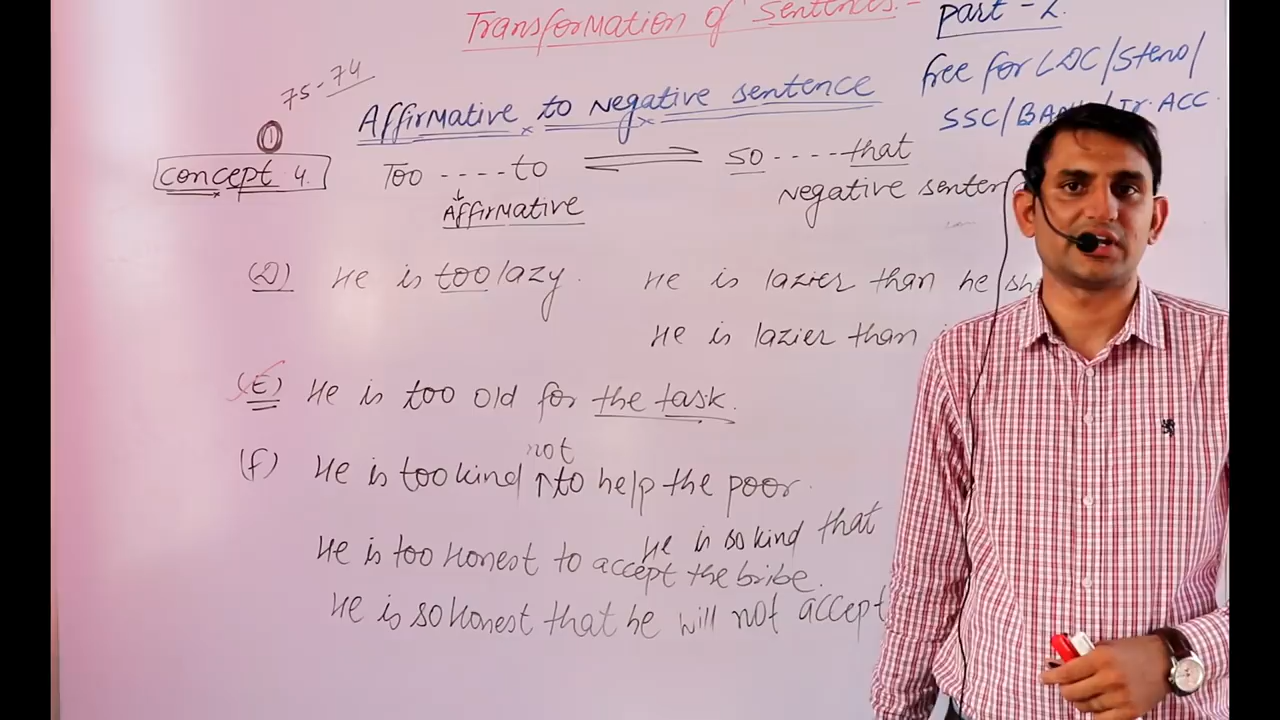 Transformation of Sentences.-
part - 2.
free for LDC/Steno/
SSC/BANK/Jr. ACC.
75-74
Affirmative to Negative sentence
①
concept 4.
Too ----to ⇌ so ----that
Affirmative
negative senten
(D) He is too lazy. He is lazier than he sh
He is lazier than
(E) He is too old for the task.
not
(f) He is too kind ↑ to help the poor.
He is so kind that
He is too Honest to accept the bribe.
He is so Honest that he will not accept